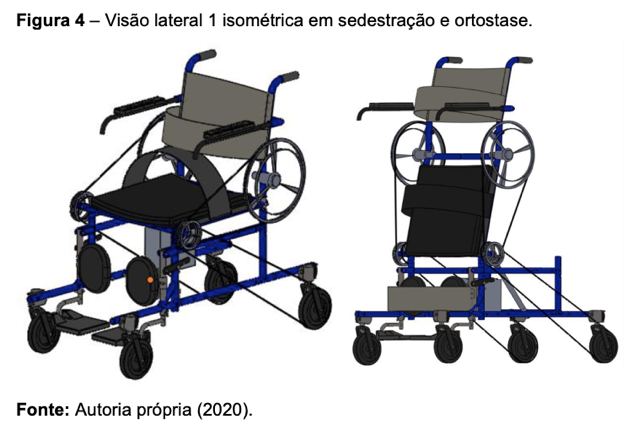 Figura 4 – Visão lateral 1 isométrica em sedestração e ortostase.
Fonte: Autoria própria (2020).